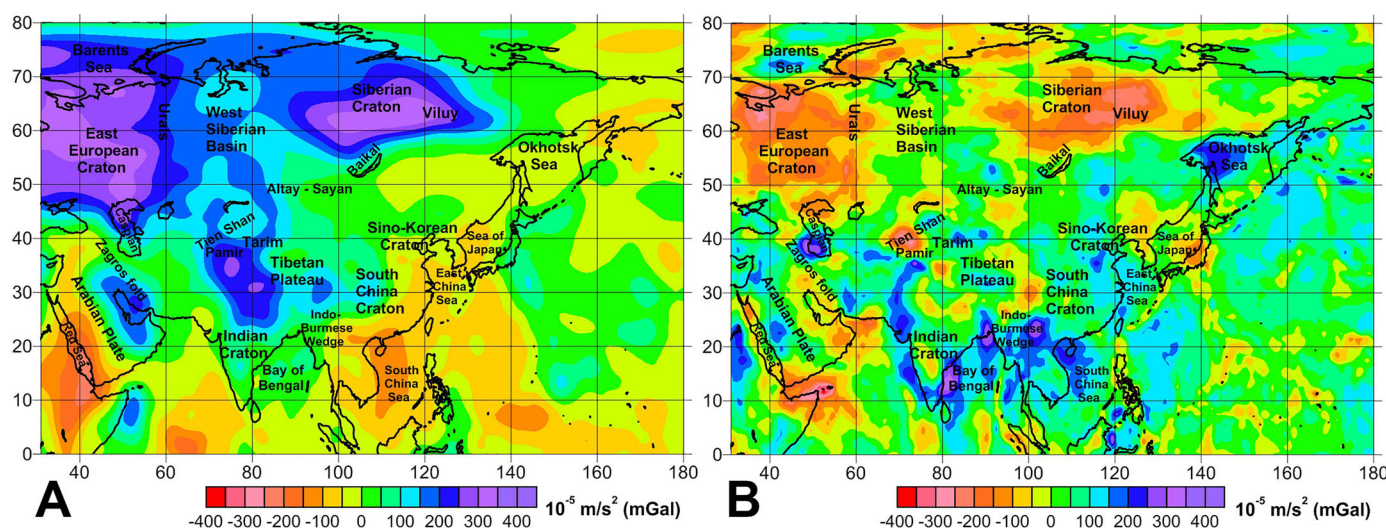 80
70
60
50
40
30
20
10
0
40
60
80
100
120
140
160
180
Barents
Sea
East
European
Craton
Urals
West
Siberian
Basin
Siberian
Craton
Viluy
Baikal
Okhotsk
Sea
Altay - Sayan
Caspian
Tien Shan
Pamir
Tarim
Tibetan
Plateau
Sino-Korean
Craton
Sea of
Japan
East
China
Sea
South
China
Craton
Zagros fold
Arabian Plate
Red Sea
Indian
Craton
Indo-
Burmese
Wedge
Bay of
Bengal
South
China
Sea
A
-400 -300 -200 -100 0 100 200 300 400
10-5 m/s2 (mGal)
80
70
60
50
40
30
20
10
0
40
60
80
100
120
140
160
180
Barents
Sea
East
European
Craton
Urals
West
Siberian
Basin
Siberian
Craton
Viluy
Baikal
Okhotsk
Sea
Altay - Sayan
Caspian
Tien Shan
Pamir
Tarim
Tibetan
Plateau
Sino-Korean
Craton
Sea of
Japan
East
China
Sea
South
China
Craton
Zagros fold
Arabian Plate
Red Sea
Indian
Craton
Indo-
Burmese
Wedge
Bay of
Bengal
South
China
Sea
B
-400 -300 -200 -100 0 100 200 300 400
10-5 m/s2 (mGal)